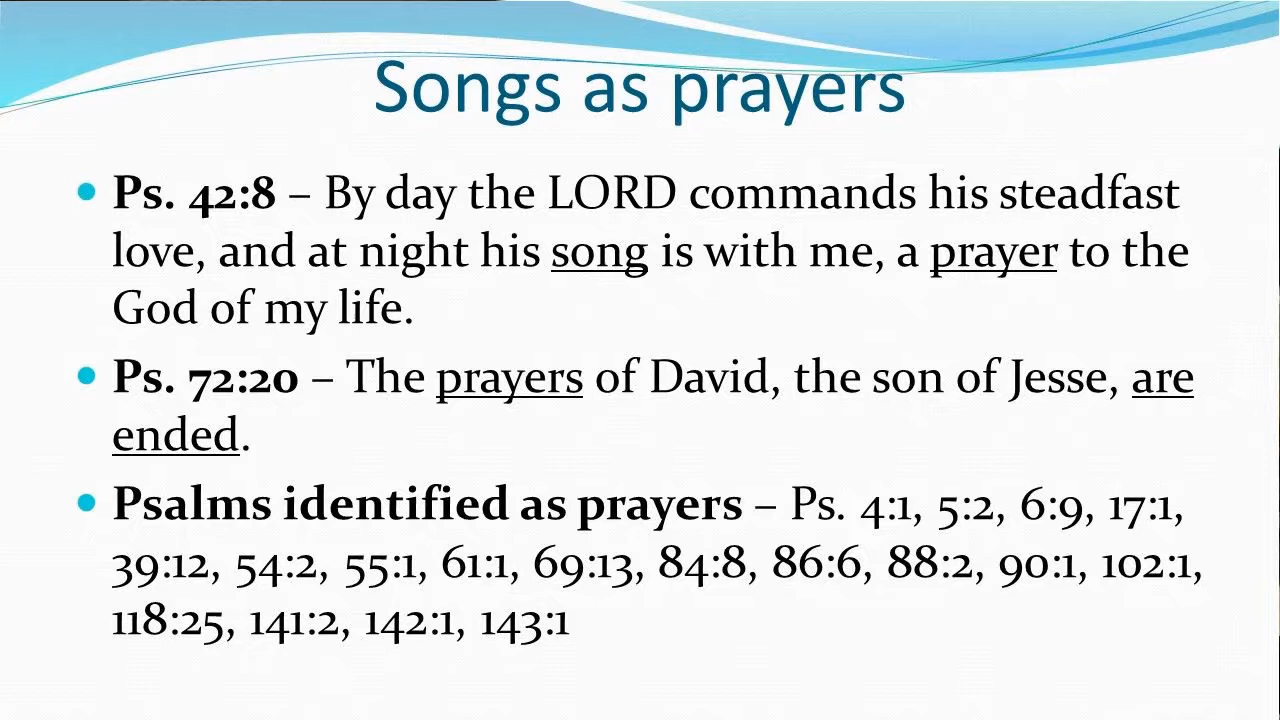 Songs as prayers
• Ps. 42:8 – By day the LORD commands his steadfast
love, and at night his song is with me, a prayer to the
God of my life.
• Ps. 72:20 – The prayers of David, the son of Jesse, are
ended.
• Psalms identified as prayers – Ps. 4:1, 5:2, 6:9, 17:1,
39:12, 54:2, 55:1, 61:1, 69:13, 84:8, 86:6, 88:2, 90:1, 102:1,
118:25, 141:2, 142:1, 143:1